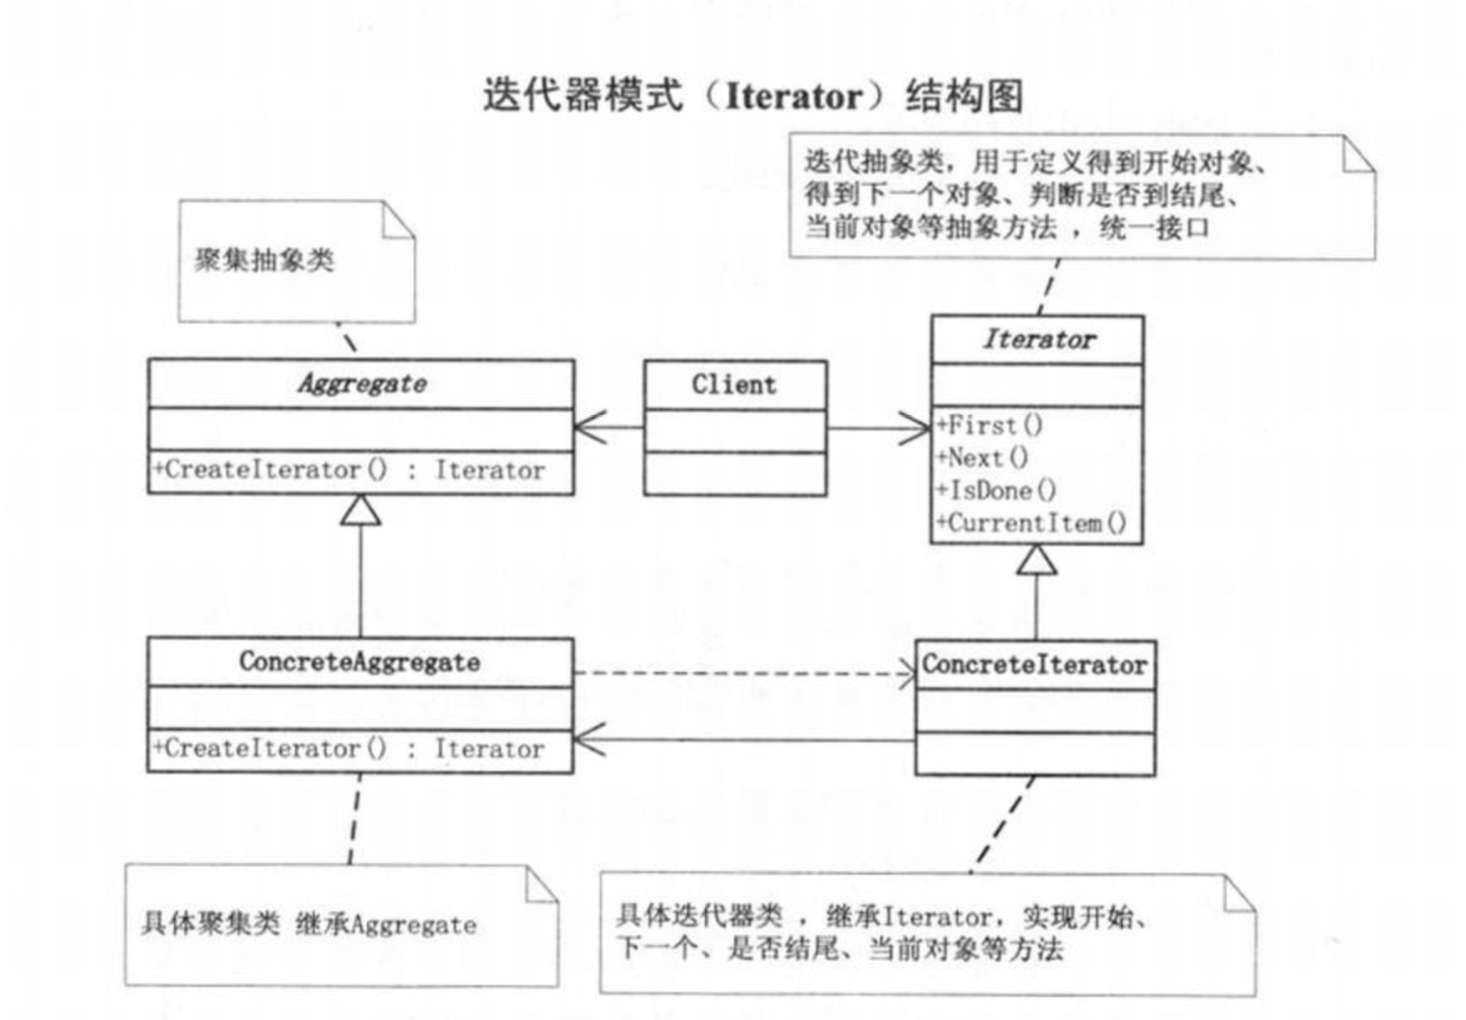 迭代器模式（Iterator）结构图
迭代抽象类，用于定义得到开始对象、
得到下一个对象、判断是否到结尾、
当前对象等抽象方法，统一接口
聚集抽象类
Iterator
Aggregate
Client
+First()
+Next()
+CreateIterator() : Iterator
+IsDone()
+CurrentItem()
ConcreteAggregate
ConcreteIterator
+CreateIterator() : Iterator
具体聚集类 继承Aggregate
具体迭代器类，继承Iterator，实现开始、
下一个、是否结尾、当前对象等方法